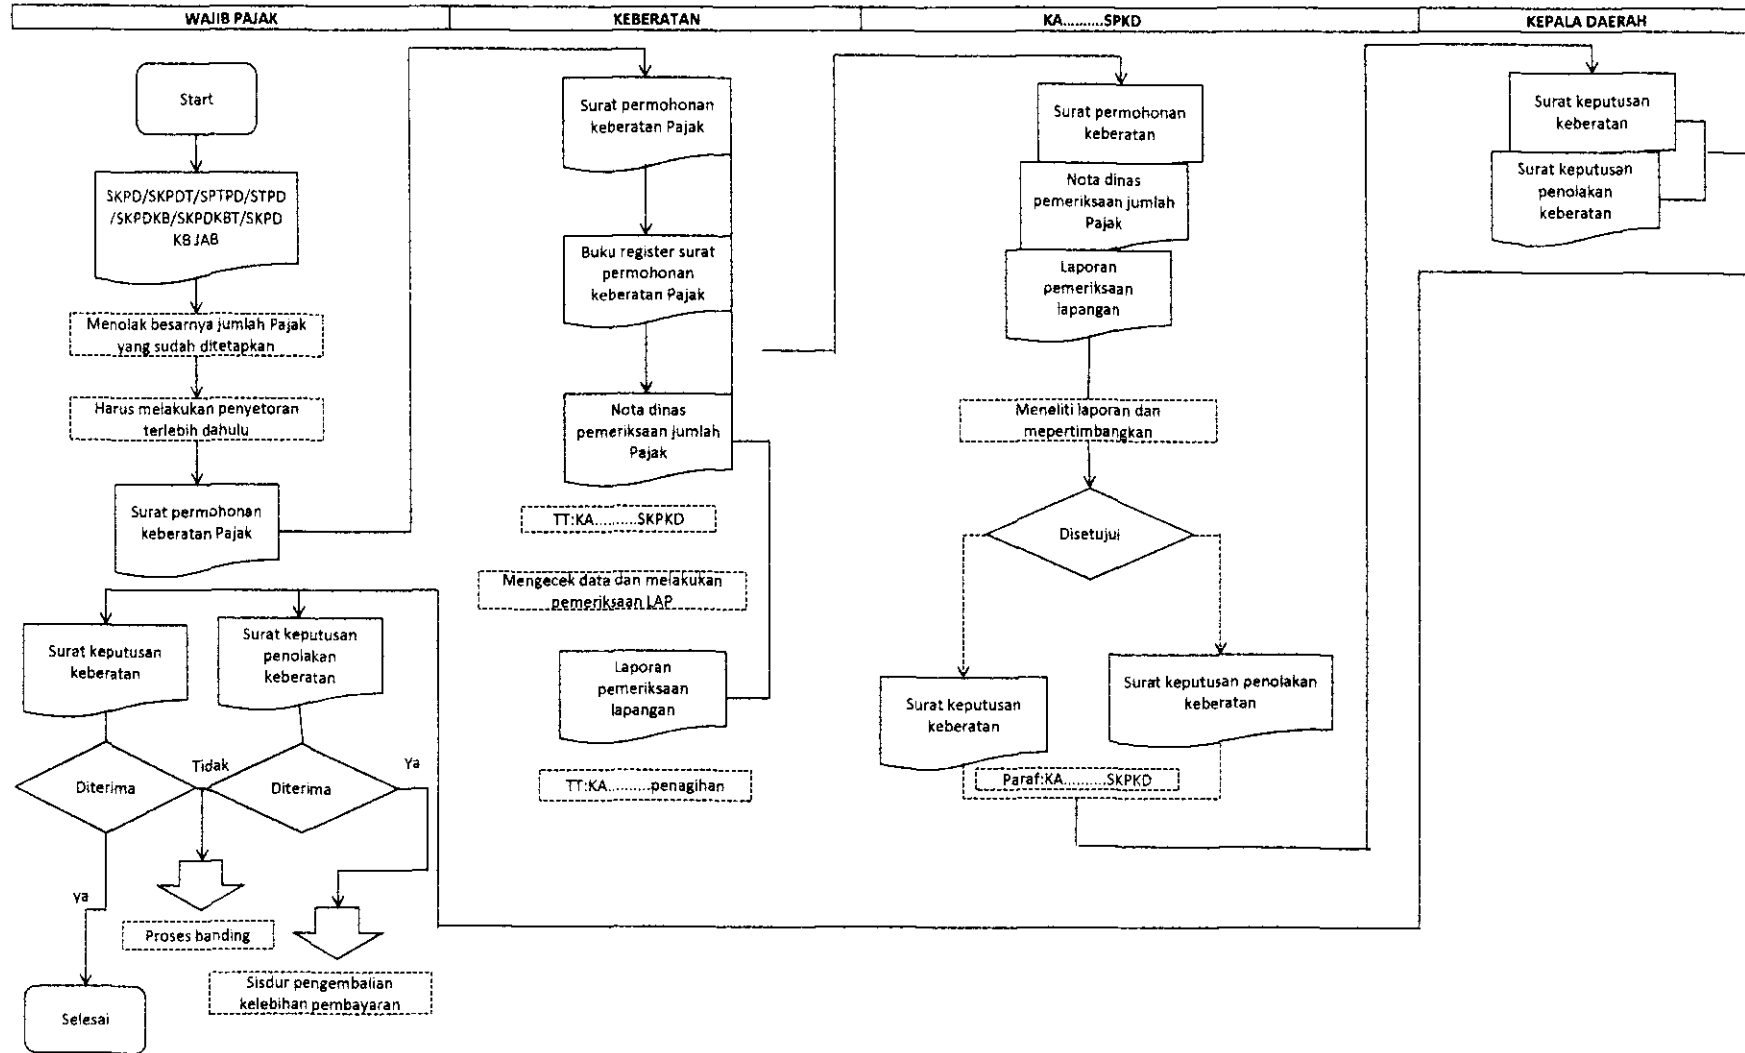 WAJIB PAJAK
KEBERATAN
KA..........SPKD
KEPALA DAERAH
Start
SKPD/SKPDT/SPTPD/STPD
/SKPDKB/SKPDKBT/SKPD
KB JAB
Menolak besarnya jumlah Pajak
yang sudah ditetapkan
Harus melakukan penyetoran
terlebih dahulu
Surat permohonan
keberatan Pajak
Surat keputusan
keberatan
Surat keputusan
penolakan
keberatan
Diterima
Tidak
Diterima
Ya
ya
Proses banding
Sisdur pengembalian
kelebihan pembayaran
Selesai
Surat permohonan
keberatan Pajak
Buku register surat
permohonan
keberatan Pajak
Nota dinas
pemeriksaan jumlah
Pajak
TT:KA..........SKPKD
Mengecek data dan melakukan
pemeriksaan LAP
Laporan
pemeriksaan
lapangan
TT:KA..........penagihan
Surat permohonan
keberatan
Nota dinas
pemeriksaan jumlah
Pajak
Laporan
pemeriksaan
lapangan
Meneliti laporan dan
mepertimbangkan
Disetujui
Surat keputusan
keberatan
Surat keputusan penolakan
keberatan
Paraf:KA..........SKPKD
Surat keputusan
keberatan
Surat keputusan
penolakan
keberatan